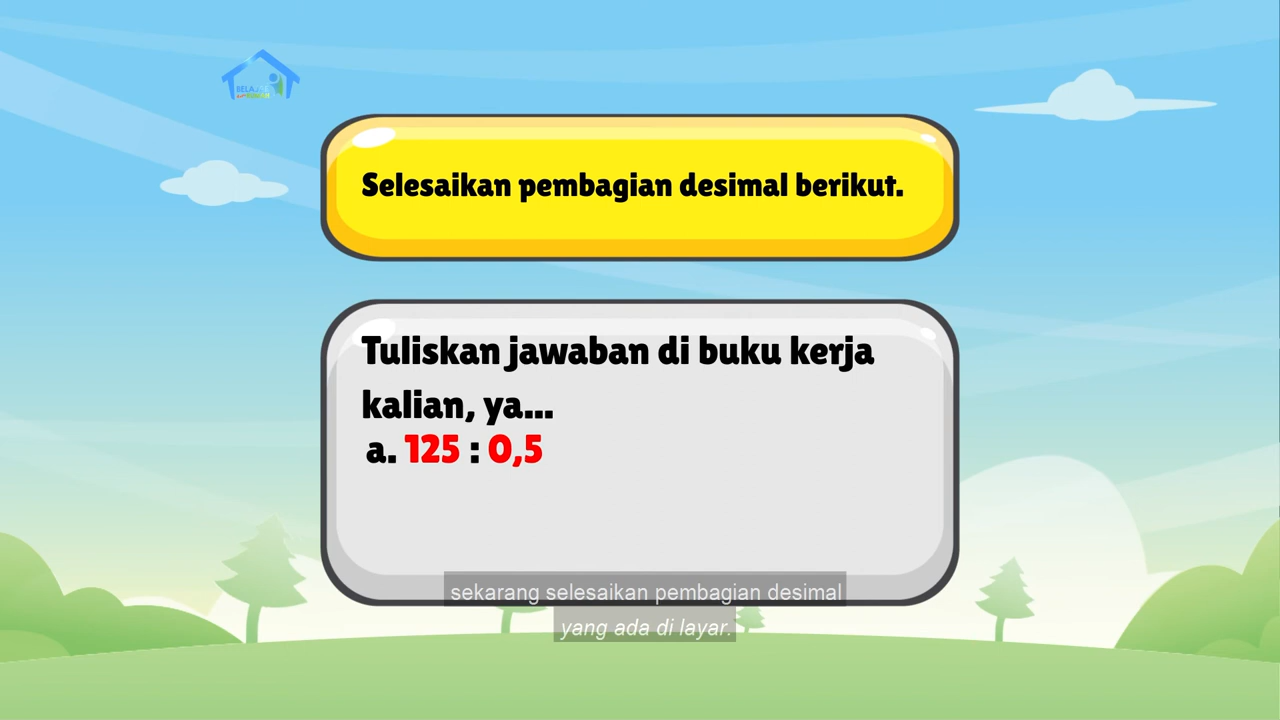 BELAJAR
Selesaikan pembagian desimal berikut.
Tuliskan jawaban di buku kerja
kalian, ya...
a. 125 : 0,5
sekarang selesaikan pembagian desimal
yang ada di layar.